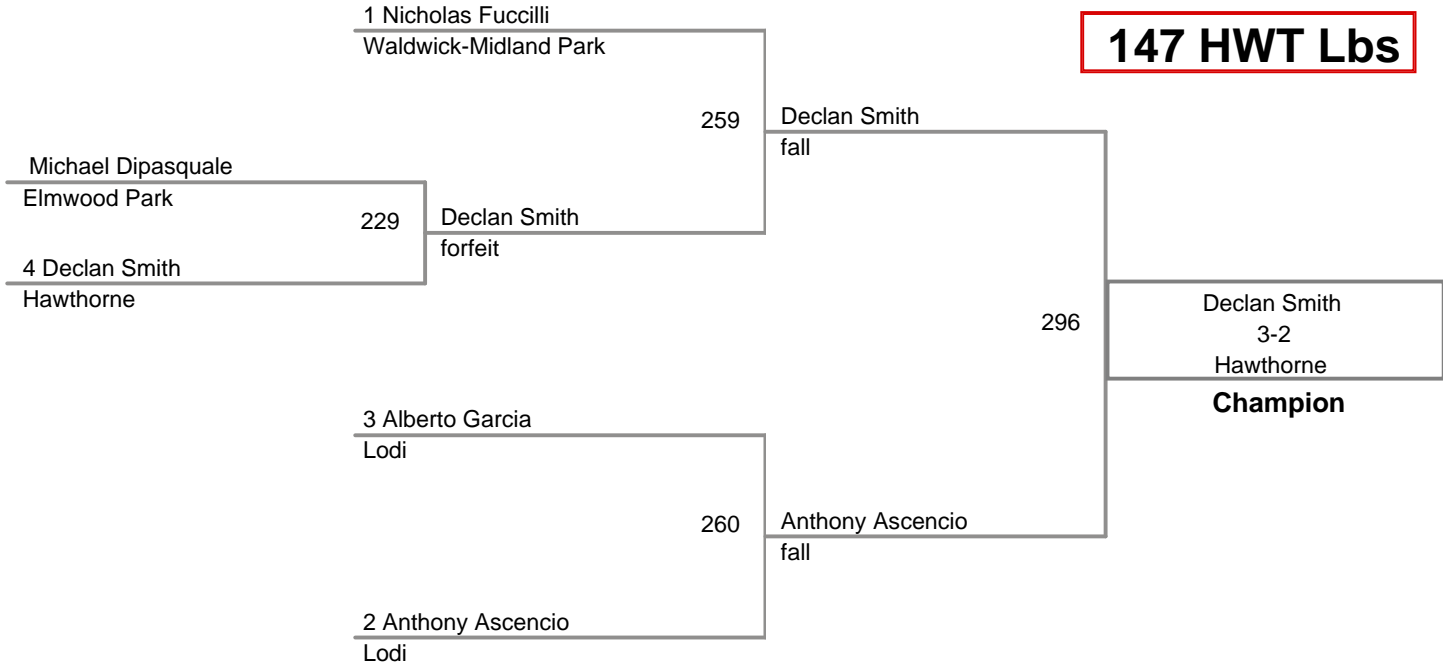 1 Nicholas Fuccilli
Waldwick-Midland Park
147 HWT Lbs
259
Declan Smith
fall
Michael Dipasquale
Elmwood Park
229
Declan Smith
forfeit
4 Declan Smith
Hawthorne
296
Declan Smith
3-2
Hawthorne
Champion
3 Alberto Garcia
Lodi
260
Anthony Ascencio
fall
2 Anthony Ascencio
Lodi